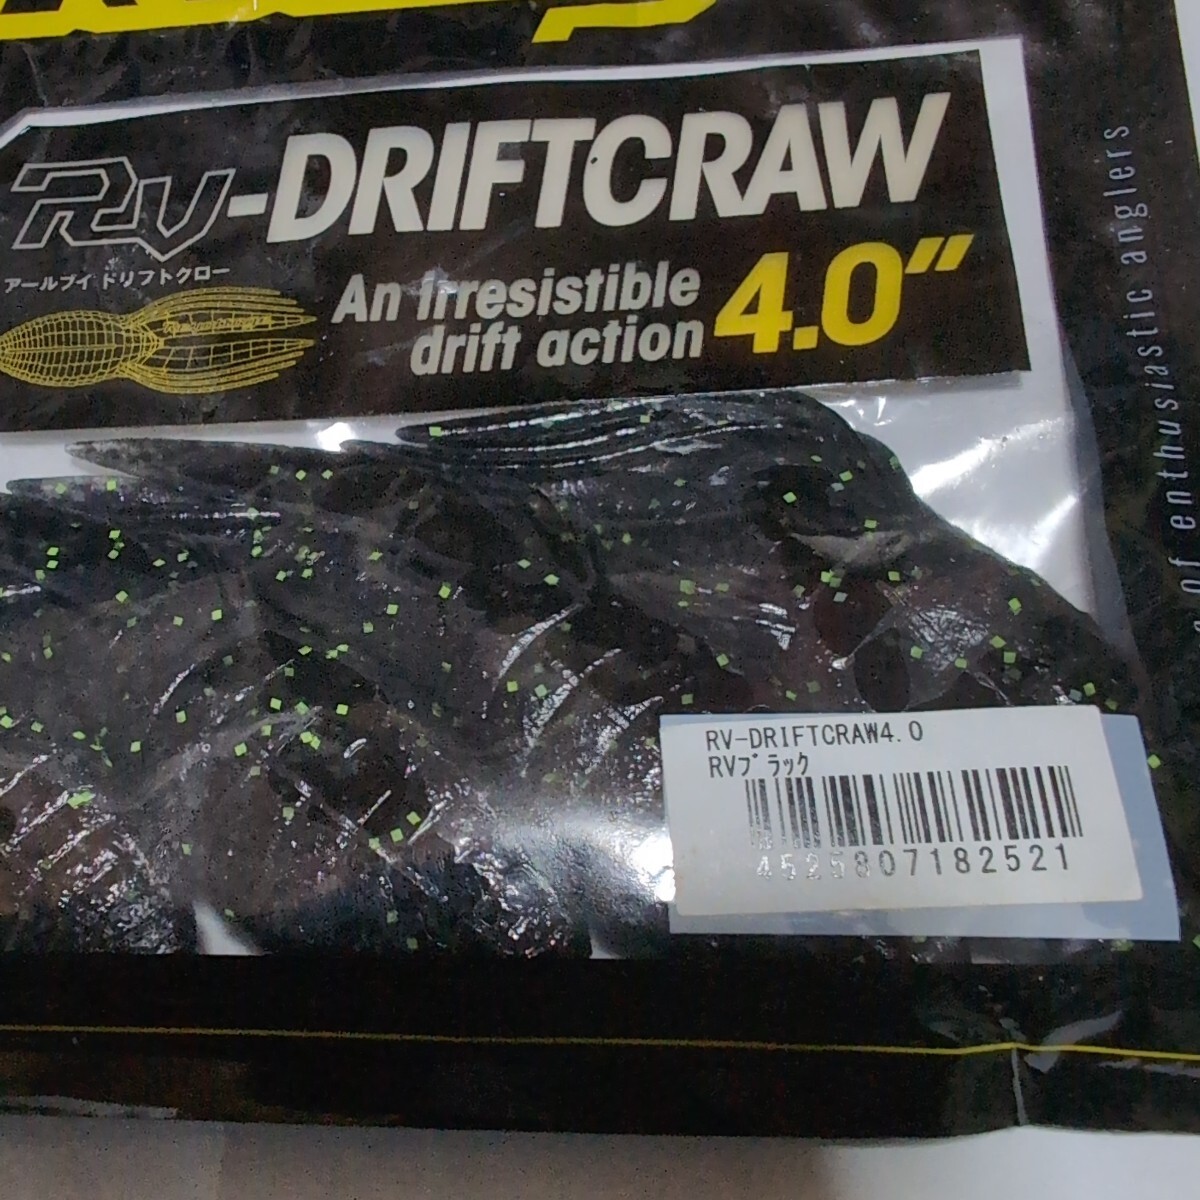 RV-DRIFTCRAW
アールブイ ドリフトクロー
An irresistible
drift action
4.0"
of enthusiastic anglers
RV-DRIFTCRAW4.0
RVブラック
4525807182521